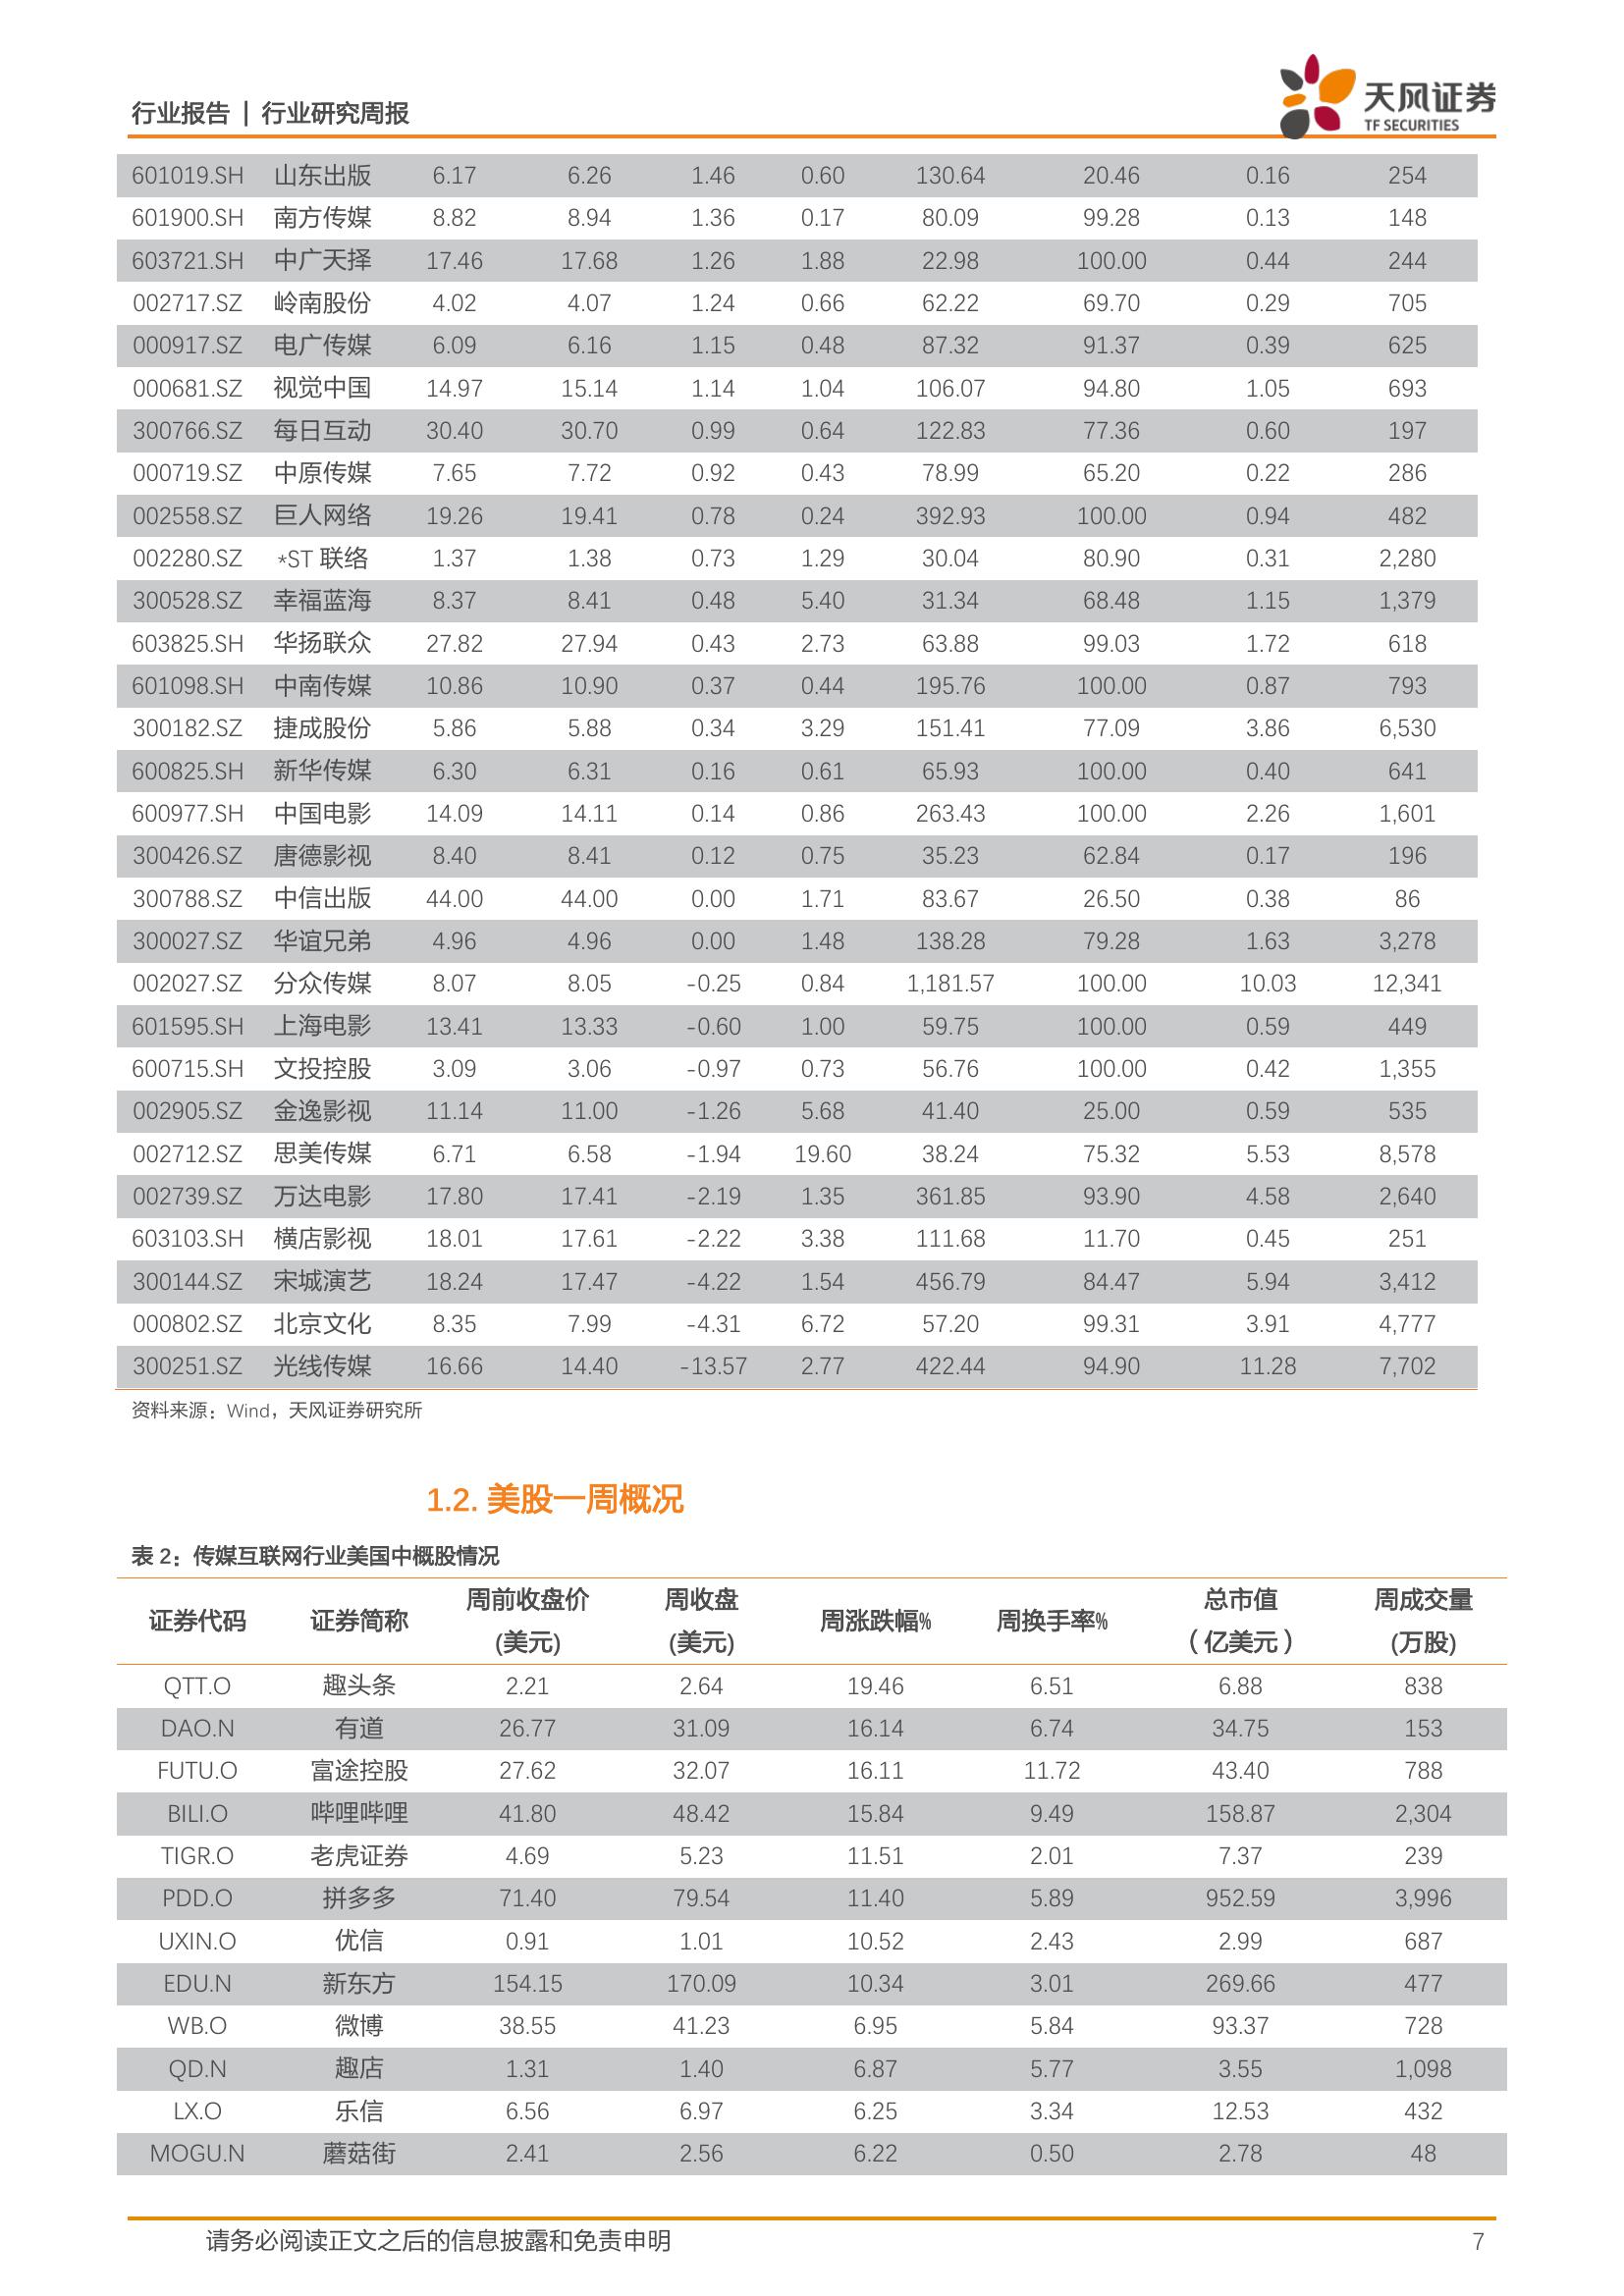 行业报告 | 行业研究周报
天风证券
TF SECURITIES
601019.SH 山东出版 6.17 6.26 1.46 0.60 130.64 20.46 0.16 254
601900.SH 南方传媒 8.82 8.94 1.36 0.17 80.09 99.28 0.13 148
603721.SH 中广天择 17.46 17.68 1.26 1.88 22.98 100.00 0.44 244
002717.SZ 岭南股份 4.02 4.07 1.24 0.66 62.22 69.70 0.29 705
000917.SZ 电广传媒 6.09 6.16 1.15 0.48 87.32 91.37 0.39 625
000681.SZ 视觉中国 14.97 15.14 1.14 1.04 106.07 94.80 1.05 693
300766.SZ 每日互动 30.40 30.70 0.99 0.64 122.83 77.36 0.60 197
000719.SZ 中原传媒 7.65 7.72 0.92 0.43 78.99 65.20 0.22 286
002558.SZ 巨人网络 19.26 19.41 0.78 0.24 392.93 100.00 0.94 482
002280.SZ *ST 联络 1.37 1.38 0.73 1.29 30.04 80.90 0.31 2,280
300528.SZ 幸福蓝海 8.37 8.41 0.48 5.40 31.34 68.48 1.15 1,379
603825.SH 华扬联众 27.82 27.94 0.43 2.73 63.88 99.03 1.72 618
601098.SH 中南传媒 10.86 10.90 0.37 0.44 195.76 100.00 0.87 793
300182.SZ 捷成股份 5.86 5.88 0.34 3.29 151.41 77.09 3.86 6,530
600825.SH 新华传媒 6.30 6.31 0.16 0.61 65.93 100.00 0.40 641
600977.SH 中国电影 14.09 14.11 0.14 0.86 263.43 100.00 2.26 1,601
300426.SZ 唐德影视 8.40 8.41 0.12 0.75 35.23 62.84 0.17 196
300788.SZ 中信出版 44.00 44.00 0.00 1.71 83.67 26.50 0.38 86
300027.SZ 华谊兄弟 4.96 4.96 0.00 1.48 138.28 79.28 1.63 3,278
002027.SZ 分众传媒 8.07 8.05 -0.25 0.84 1,181.57 100.00 10.03 12,341
601595.SH 上海电影 13.41 13.33 -0.60 1.00 59.75 100.00 0.59 449
600715.SH 文投控股 3.09 3.06 -0.97 0.73 56.76 100.00 0.42 1,355
002905.SZ 金逸影视 11.14 11.00 -1.26 5.68 41.40 25.00 0.59 535
002712.SZ 思美传媒 6.71 6.58 -1.94 19.60 38.24 75.32 5.53 8,578
002739.SZ 万达电影 17.80 17.41 -2.19 1.35 361.85 93.90 4.58 2,640
603103.SH 横店影视 18.01 17.61 -2.22 3.38 111.68 11.70 0.45 251
300144.SZ 宋城演艺 18.24 17.47 -4.22 1.54 456.79 84.47 5.94 3,412
000802.SZ 北京文化 8.35 7.99 -4.31 6.72 57.20 99.31 3.91 4,777
300251.SZ 光线传媒 16.66 14.40 -13.57 2.77 422.44 94.90 11.28 7,702
资料来源：Wind，天风证券研究所
1.2. 美股一周概况
表 2：传媒互联网行业美国中概股情况
证券代码 证券简称 周前收盘价(美元) 周收盘(美元) 周涨跌幅% 周换手率% 总市值（亿美元） 周成交量(万股)
QTT.O 趣头条 2.21 2.64 19.46 6.51 6.88 838
DAO.N 有道 26.77 31.09 16.14 6.74 34.75 153
FUTU.O 富途控股 27.62 32.07 16.11 11.72 43.40 788
BILI.O 哔哩哔哩 41.80 48.42 15.84 9.49 158.87 2,304
TIGR.O 老虎证券 4.69 5.23 11.51 2.01 7.37 239
PDD.O 拼多多 71.40 79.54 11.40 5.89 952.59 3,996
UXIN.O 优信 0.91 1.01 10.52 2.43 2.99 687
EDU.N 新东方 154.15 170.09 10.34 3.01 269.66 477
WB.O 微博 38.55 41.23 6.95 5.84 93.37 728
QD.N 趣店 1.31 1.40 6.87 5.77 3.55 1,098
LX.O 乐信 6.56 6.97 6.25 3.34 12.53 432
MOGU.N 蘑菇街 2.41 2.56 6.22 0.50 2.78 48
请务必阅读正文之后的信息披露和免责申明 7